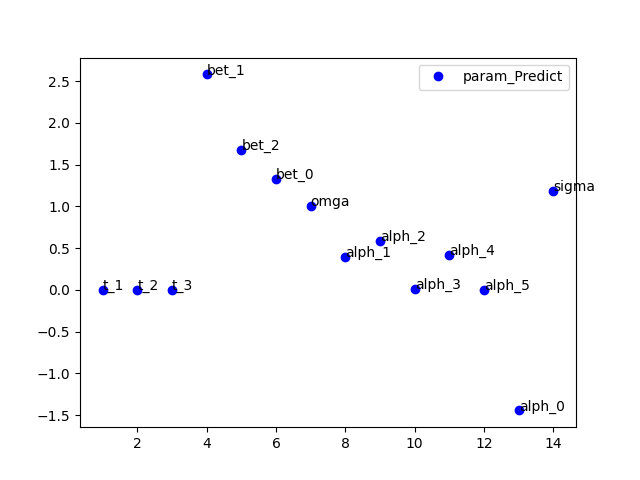 param_Predict
bet_1
bet_2
bet_0
omga
sigma
alph_2
alph_1
alph_4
t_1
t_2
t_3
alph_3
alph_5
alph_0
2.5
2.0
1.5
1.0
0.5
0.0
−0.5
−1.0
−1.5
2 4 6 8 10 12 14